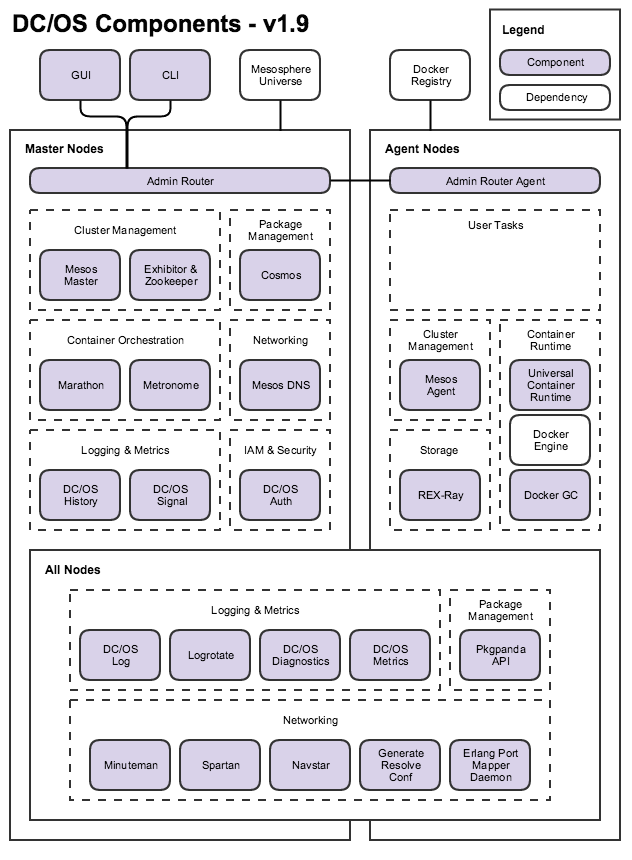 DC/OS Components - v1.9
Legend
Component
Dependency
GUI
CLI
Mesosphere
Universe
Docker
Registry
Master Nodes
Admin Router
Cluster Management
Mesos
Master
Exhibitor &
Zookeeper
Package
Management
Cosmos
Container Orchestration
Marathon
Metronome
Networking
Mesos DNS
Logging & Metrics
DC/OS
History
DC/OS
Signal
IAM & Security
DC/OS
Auth
Agent Nodes
Admin Router Agent
User Tasks
Cluster
Management
Mesos
Agent
Container
Runtime
Universal
Container
Runtime
Docker
Engine
Docker GC
Storage
REX-Ray
All Nodes
Logging & Metrics
DC/OS
Log
Logrotate
DC/OS
Diagnostics
DC/OS
Metrics
Package
Management
Pkgpanda
API
Networking
Minuteman
Spartan
Navstar
Generate
Resolve
Conf
Erlang Port
Mapper
Daemon